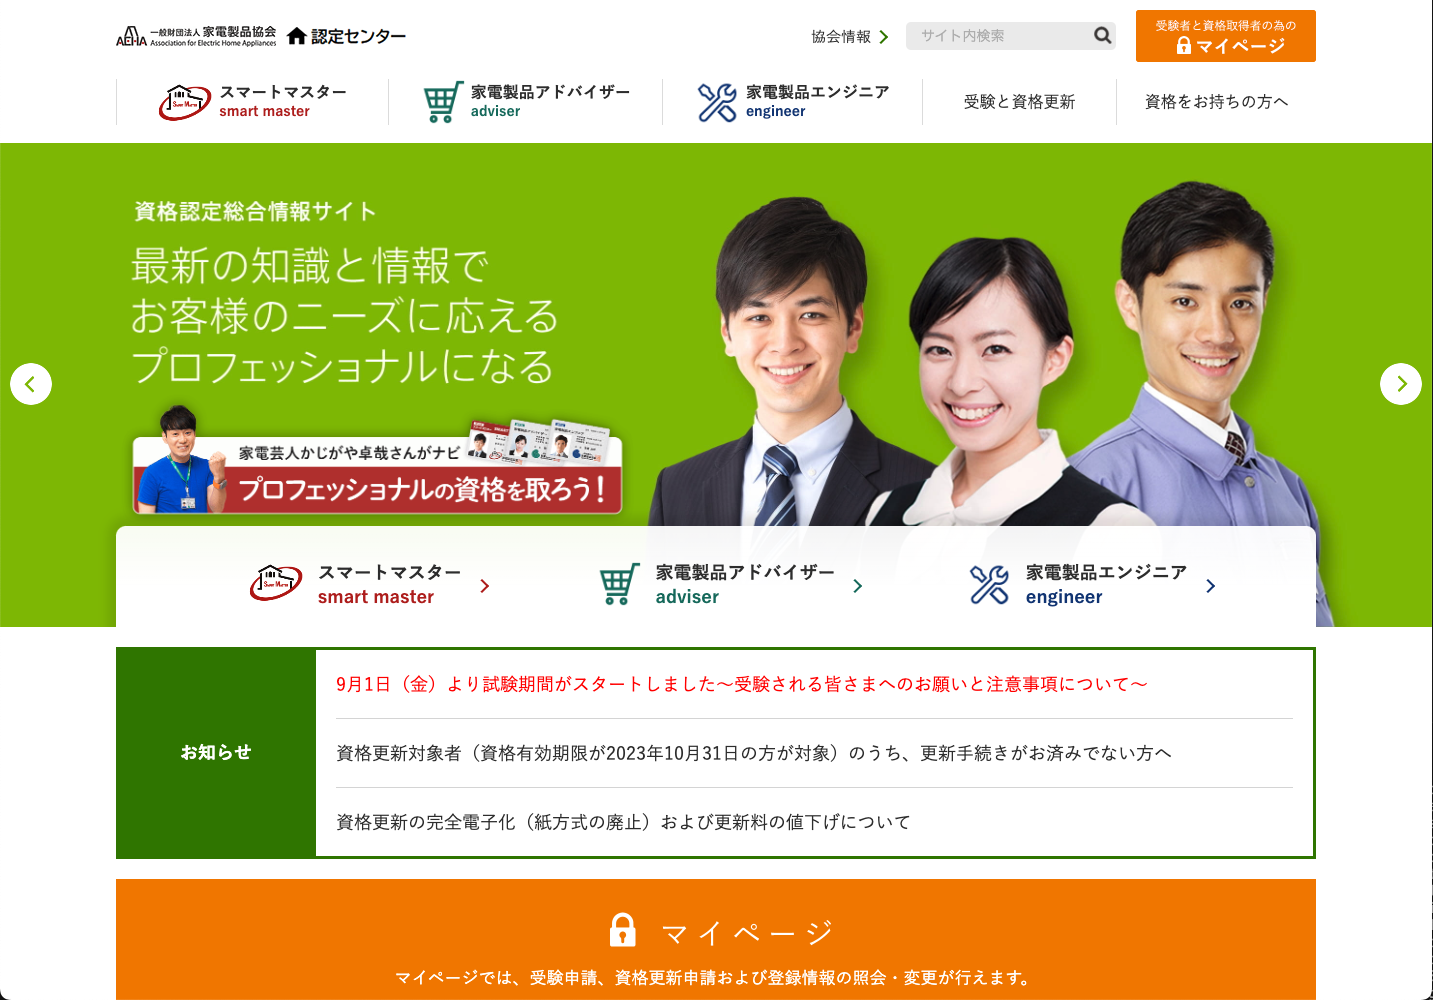 一般財団法人 家電製品協会 認定センター
Association for Electric Home Appliances
AEHA
協会情報
サイト内検索
受験者と資格取得者の為の
マイページ
スマートマスター
smart master
家電製品アドバイザー
adviser
家電製品エンジニア
engineer
受験と資格更新
資格をお持ちの方へ
資格認定総合情報サイト
最新の知識と情報で
お客様のニーズに応える
プロフェッショナルになる
家電芸人かじがや卓哉さんがナビ
プロフェッショナルの資格を取ろう!
スマートマスター
smart master
家電製品アドバイザー
adviser
家電製品エンジニア
engineer
お知らせ
9月1日（金）より試験期間がスタートしました～受験される皆さまへのお願いと注意事項について～
資格更新対象者（資格有効期限が2023年10月31日の方が対象）のうち、更新手続きがお済みでない方へ
資格更新の完全電子化（紙方式の廃止）および更新料の値下げについて
マイページ
マイページでは、受験申請、資格更新申請および登録情報の照会・変更が行えます。